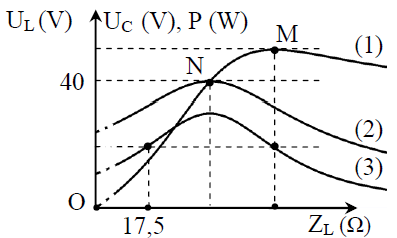 U_L (V) U_C (V), P (W)
M
(1)
N
40
(2)
(3)
O
17,5 Z_L (Ω)